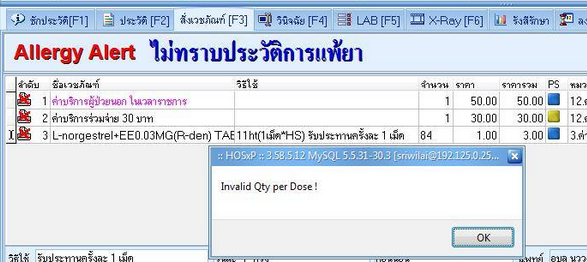 ซักประวัติ[F1] ประวัติ [F2] สั่งเวชภัณฑ์ [F3] วินิจฉัย [F4] LAB [F5] X-Ray [F6] รังสีรักษา
Allergy Alert ไม่ทราบประวัติการแพ้ยา
ลำดับ ชื่อเวชภัณฑ์ วิธีใช้ จำนวน ราคา ราคารวม PS หมว
1 ค่าบริการผู้ป่วยนอก ในเวลาราชการ 1 50.00 50.00 12.ค่
2 ค่าบริการร่วมจ่าย 30 บาท 1 30.00 30.00 12.ค่
3 L-norgestrel+EE0.03MG(R-den) TAE 11ht(1เม็ด*HS) รับประทานครั้งละ 1 เม็ด 84 1.00 3.00 3.ค่า
:: HOSxP :: 3.58.5.12 MySQL 5.5.31-30.3 [sriwilai@192.125.0.25...
Invalid Qty per Dose !
OK
วิธีใช้ รับประทานครั้งละ 1 เม็ด